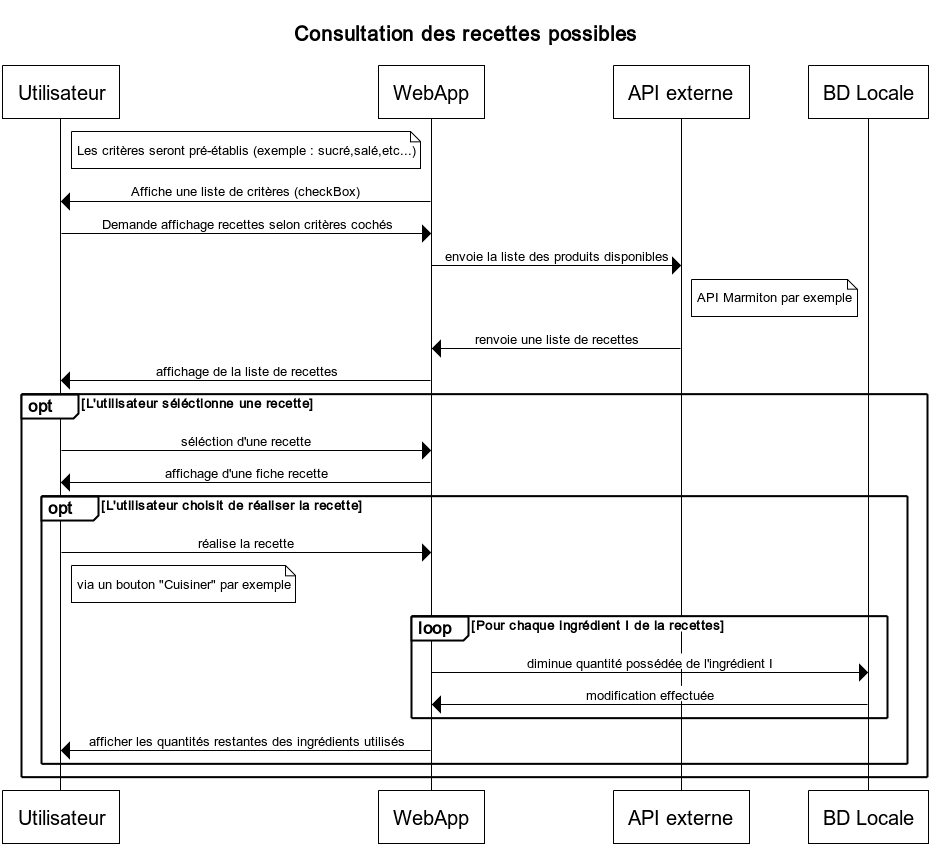 Consultation des recettes possibles
Utilisateur WebApp API externe BD Locale
Les critères seront pré-établis (exemple : sucré,salé,etc...)
Affiche une liste de critères (checkBox)
Demande affichage recettes selon critères cochés
envoie la liste des produits disponibles
API Marmiton par exemple
renvoie une liste de recettes
affichage de la liste de recettes
opt [L'utilisateur séléctionne une recette]
séléction d'une recette
affichage d'une fiche recette
opt [L'utilisateur choisit de réaliser la recette]
réalise la recette
via un bouton "Cuisiner" par exemple
loop [Pour chaque ingrédient I de la recettes]
diminue quantité possédée de l'ingrédient I
modification effectuée
afficher les quantités restantes des ingrédients utilisés
Utilisateur WebApp API externe BD Locale